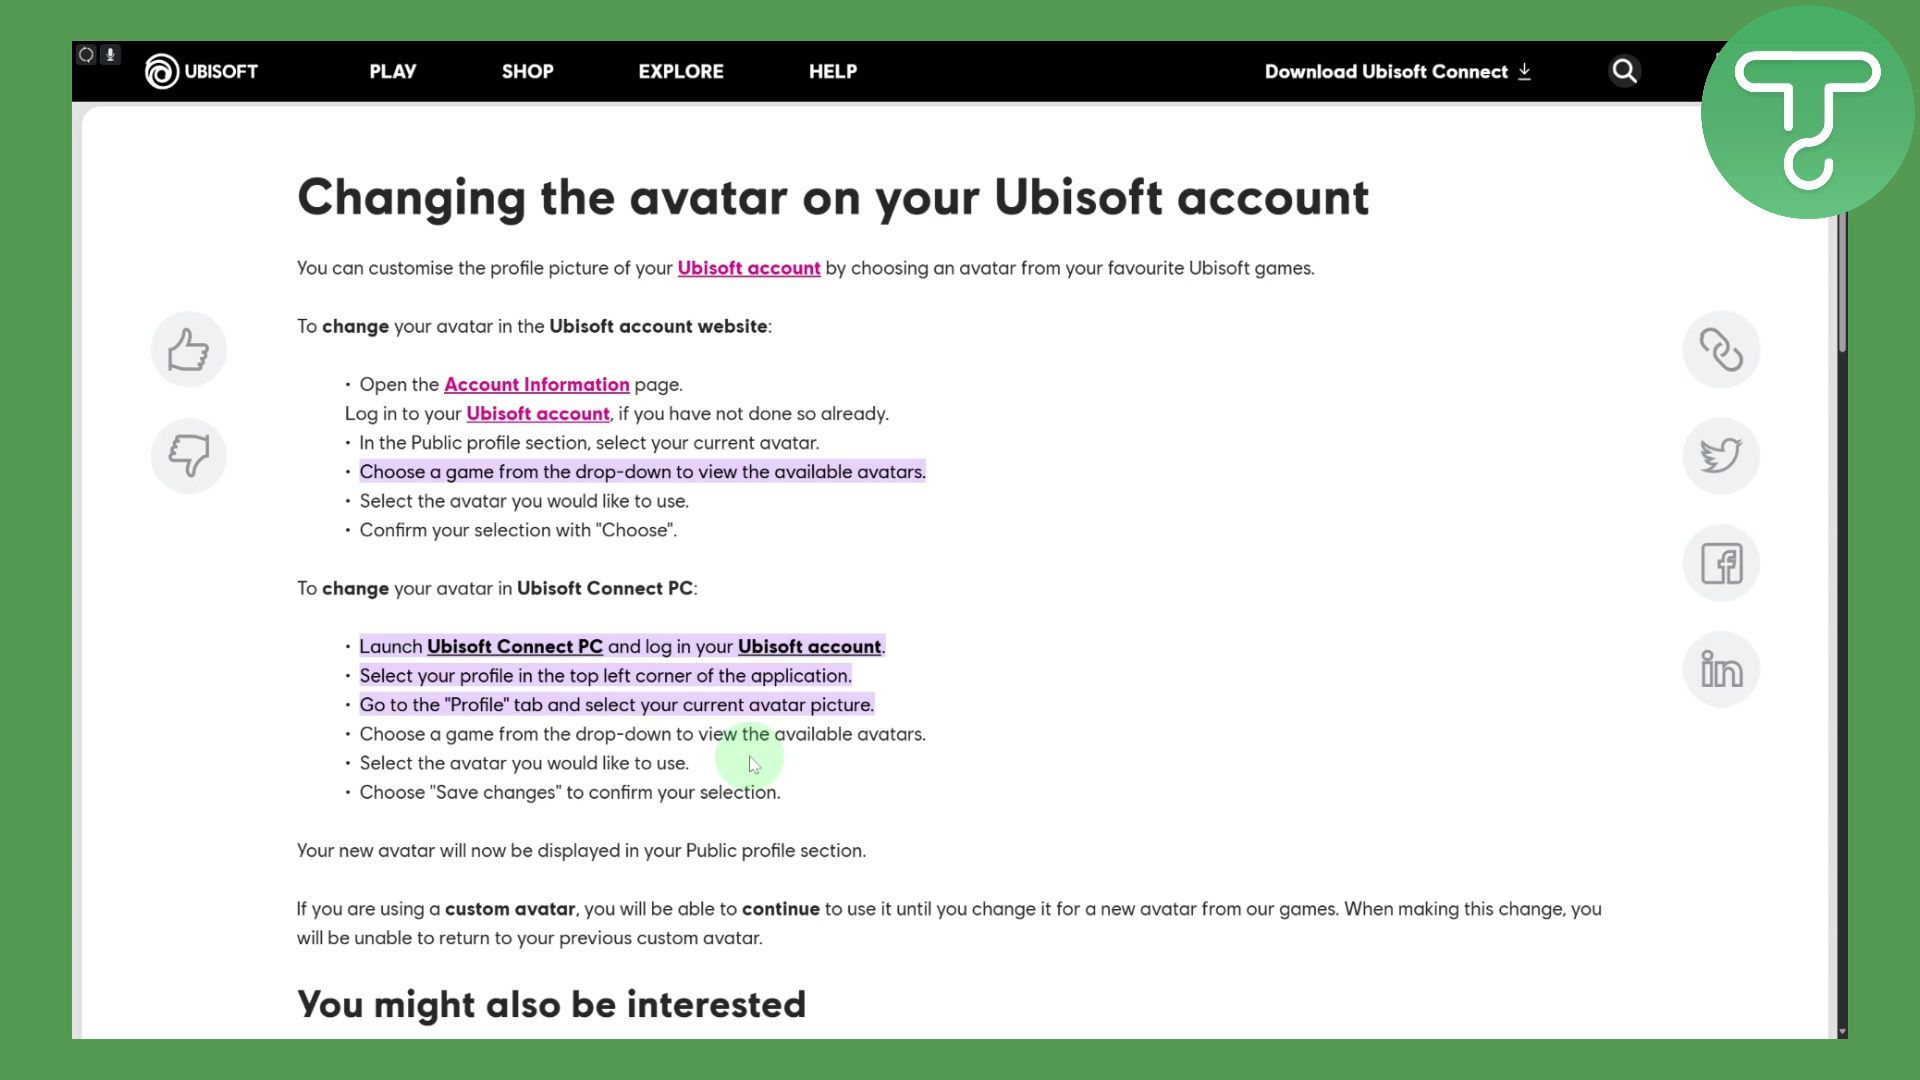 UBISOFT
PLAY
SHOP
EXPLORE
HELP
Download Ubisoft Connect
Changing the avatar on your Ubisoft account
You can customise the profile picture of your Ubisoft account by choosing an avatar from your favourite Ubisoft games.
To change your avatar in the Ubisoft account website:
• Open the Account Information page.
Log in to your Ubisoft account, if you have not done so already.
• In the Public profile section, select your current avatar.
• Choose a game from the drop-down to view the available avatars.
• Select the avatar you would like to use.
• Confirm your selection with "Choose".
To change your avatar in Ubisoft Connect PC:
• Launch Ubisoft Connect PC and log in your Ubisoft account.
• Select your profile in the top left corner of the application.
• Go to the "Profile" tab and select your current avatar picture.
• Choose a game from the drop-down to view the available avatars.
• Select the avatar you would like to use.
• Choose "Save changes" to confirm your selection.
Your new avatar will now be displayed in your Public profile section.
If you are using a custom avatar, you will be able to continue to use it until you change it for a new avatar from our games. When making this change, you
will be unable to return to your previous custom avatar.
You might also be interested